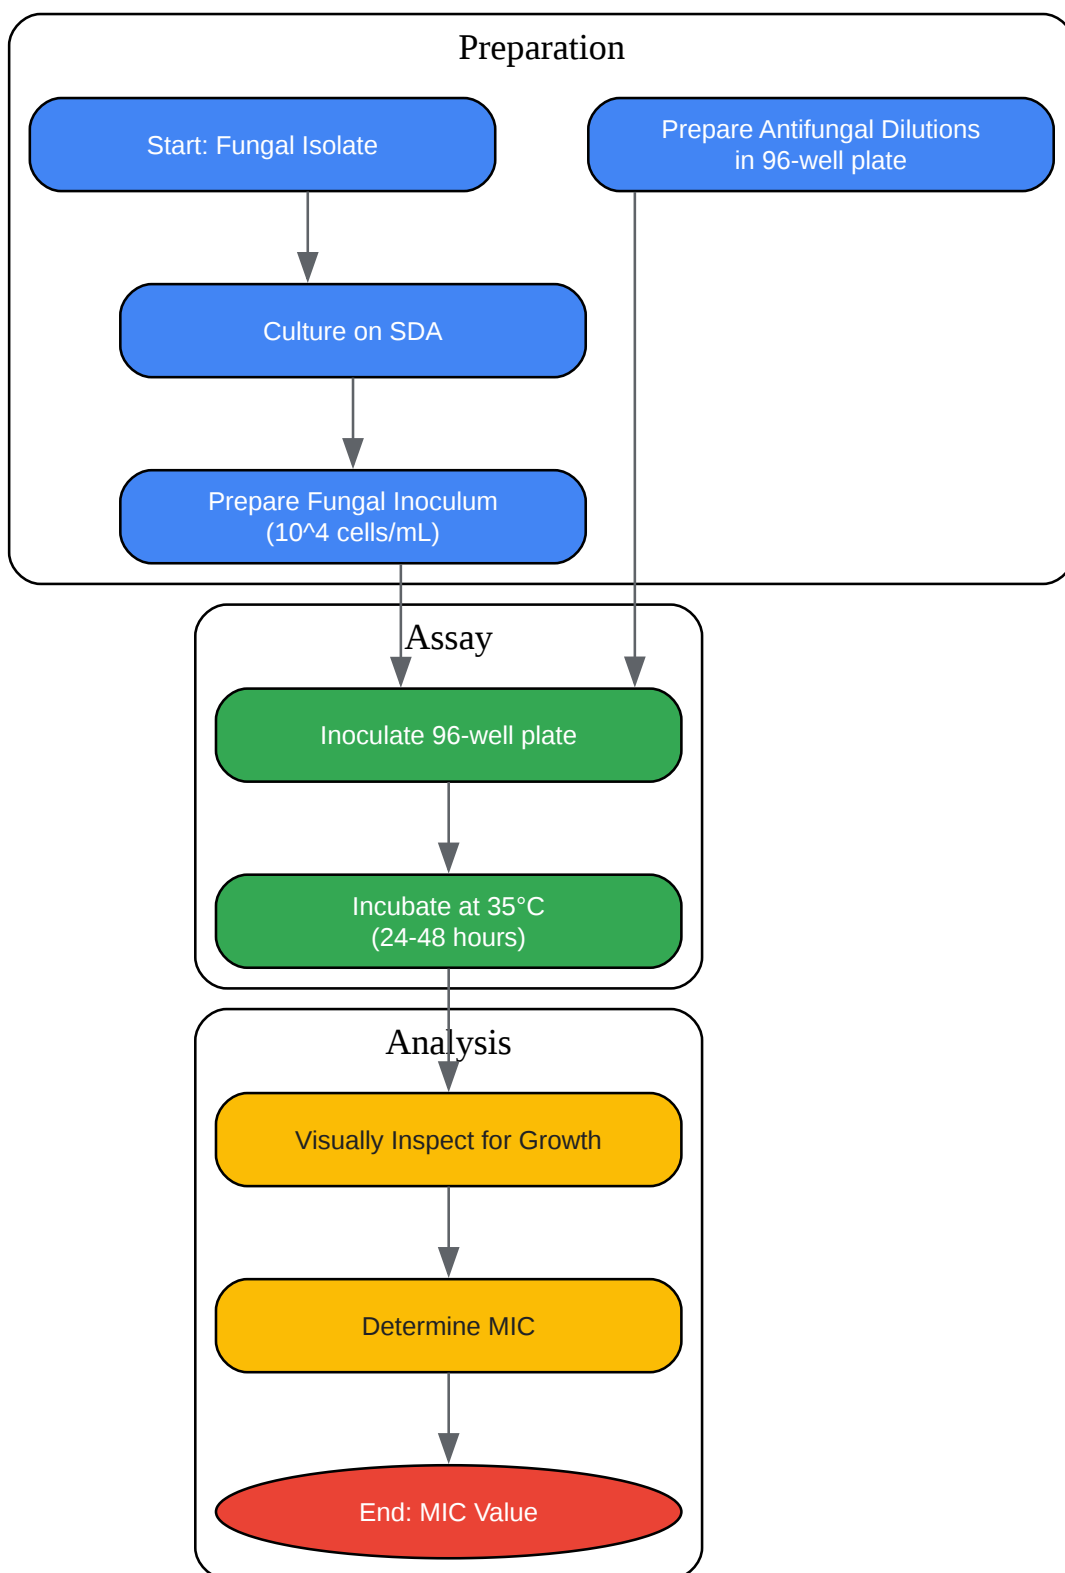 Preparation
Start: Fungal Isolate
Prepare Antifungal Dilutions
in 96-well plate
Culture on SDA
Prepare Fungal Inoculum
(10^4 cells/mL)
Assay
Inoculate 96-well plate
Incubate at 35°C
(24-48 hours)
Analysis
Visually Inspect for Growth
Determine MIC
End: MIC Value